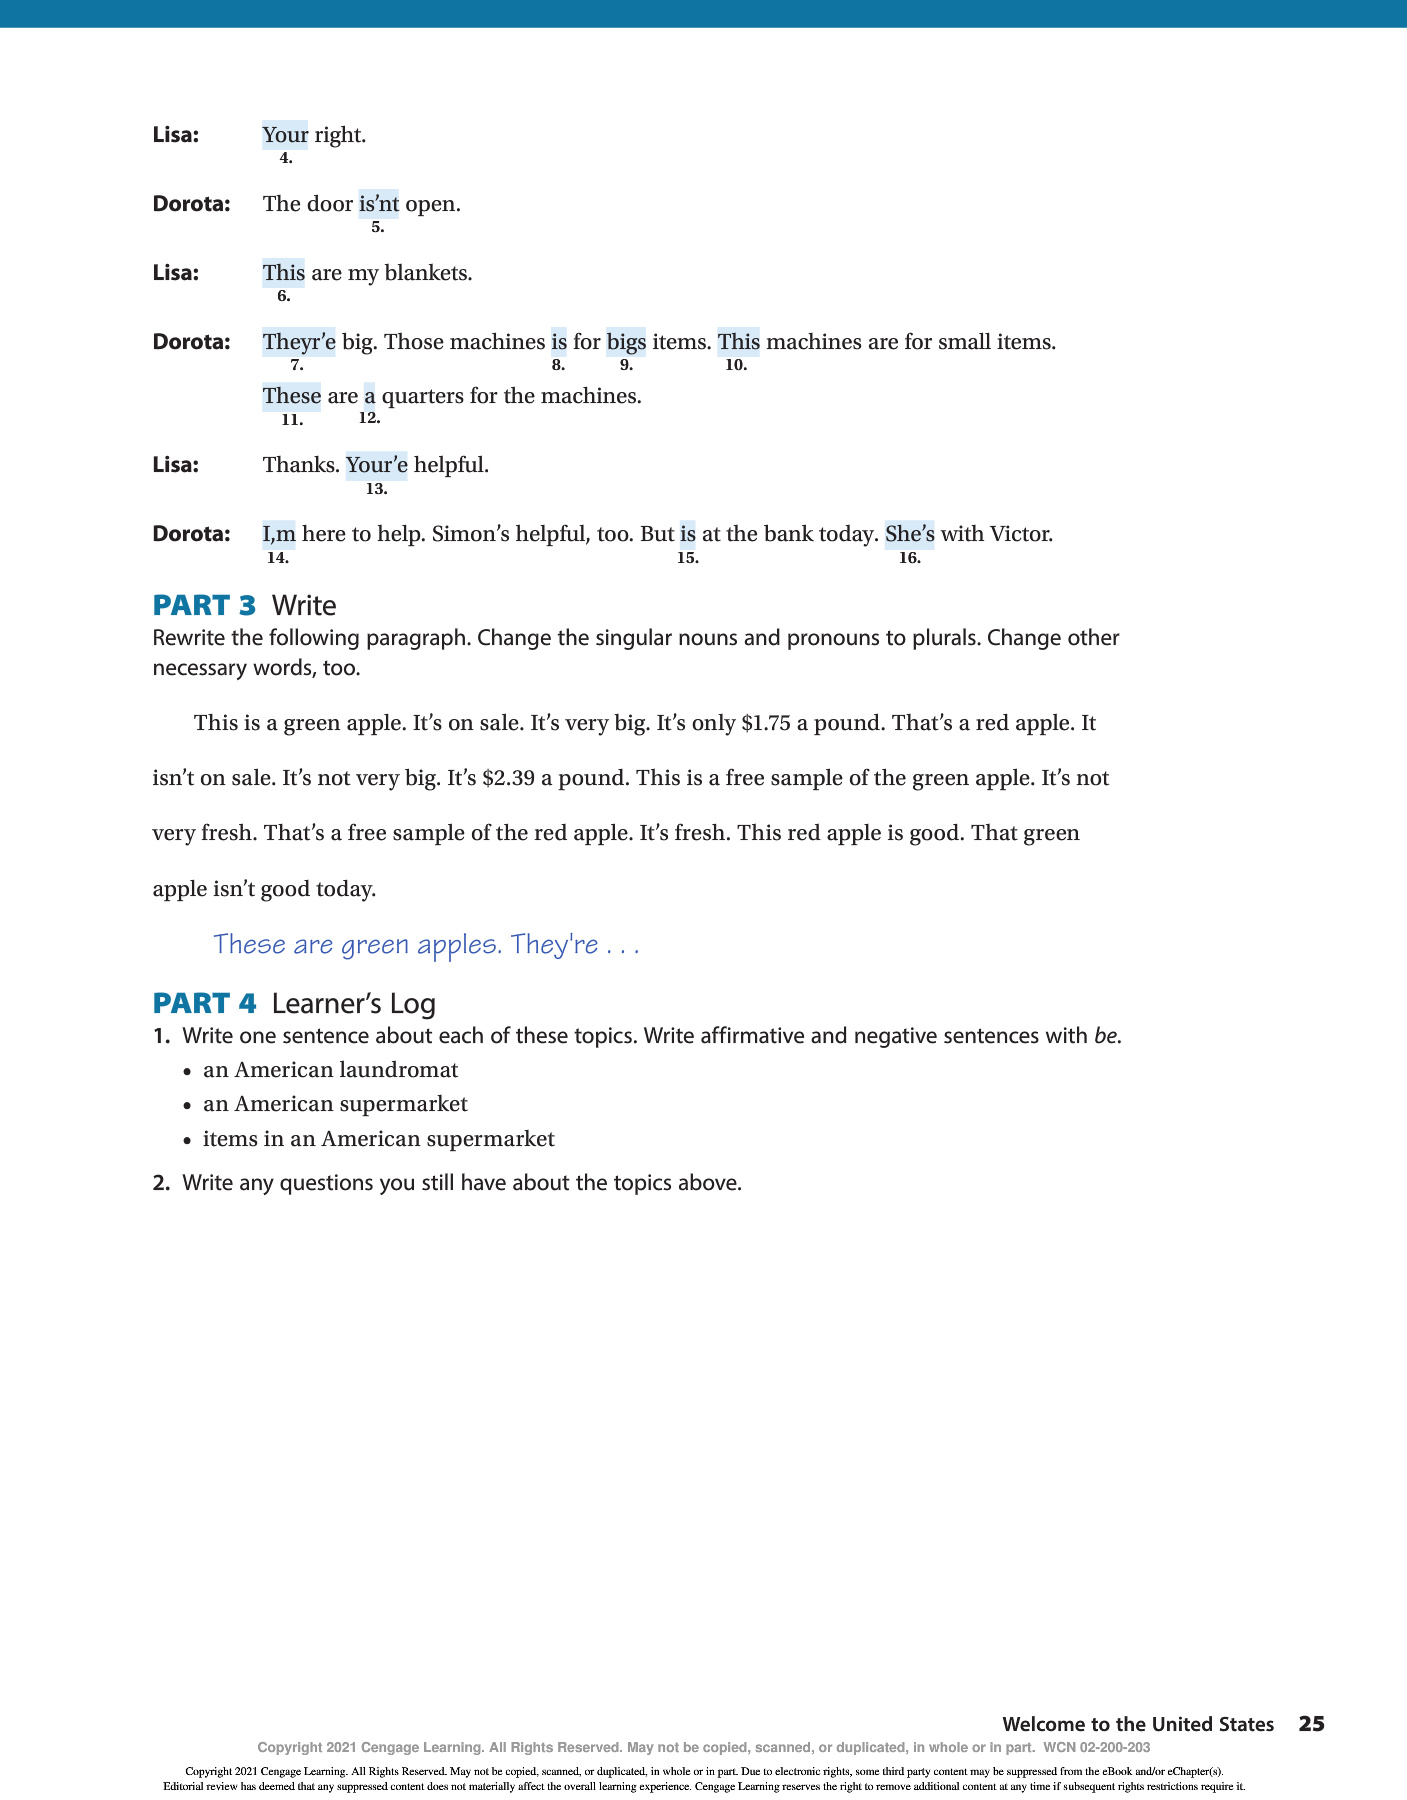 Lisa: Your right.
4.
Dorota: The door is’nt open.
5.
Lisa: This are my blankets.
6.
Dorota: Theyr’e big. Those machines is for bigs items. This machines are for small items.
7. 8. 9. 10.
These are a quarters for the machines.
11. 12.
Lisa: Thanks. Your’e helpful.
13.
Dorota: I,m here to help. Simon’s helpful, too. But is at the bank today. She’s with Victor.
14. 15. 16.
PART 3 Write
Rewrite the following paragraph. Change the singular nouns and pronouns to plurals. Change other
necessary words, too.
This is a green apple. It’s on sale. It’s very big. It’s only $1.75 a pound. That’s a red apple. It
isn’t on sale. It’s not very big. It’s $2.39 a pound. This is a free sample of the green apple. It’s not
very fresh. That’s a free sample of the red apple. It’s fresh. This red apple is good. That green
apple isn’t good today.
These are green apples. They're . . .
PART 4 Learner’s Log
1. Write one sentence about each of these topics. Write affirmative and negative sentences with be.
• an American laundromat
• an American supermarket
• items in an American supermarket
2. Write any questions you still have about the topics above.
Welcome to the United States 25
Copyright 2021 Cengage Learning. All Rights Reserved. May not be copied, scanned, or duplicated, in whole or in part. WCN 02-200-203
Copyright 2021 Cengage Learning. All Rights Reserved. May not be copied, scanned, or duplicated, in whole or in part. Due to electronic rights, some third party content may be suppressed from the eBook and/or eChapter(s).
Editorial review has deemed that any suppressed content does not materially affect the overall learning experience. Cengage Learning reserves the right to remove additional content at any time if subsequent rights restrictions require it.